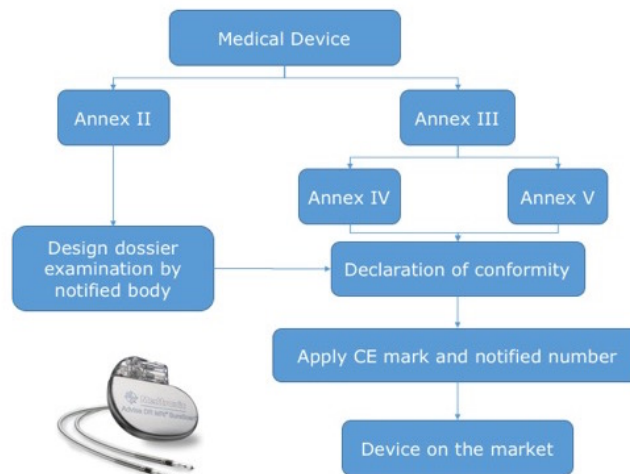 Medical Device
Annex II
Annex III
Annex IV
Annex V
Design dossier
examination by
notified body
Declaration of conformity
Apply CE mark and notified number
Medtronic
Device on the market